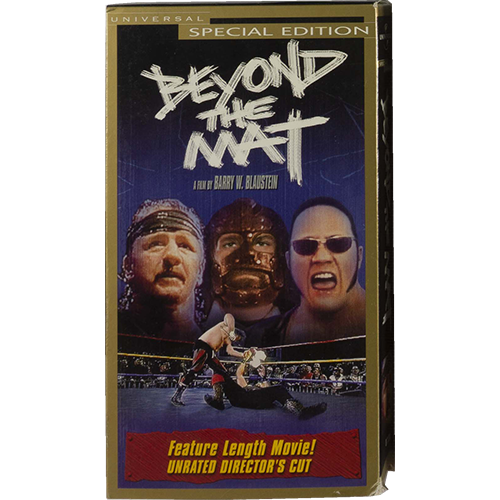 UNIVERSAL
SPECIAL EDITION
BEYOND
THE
MAT
A FILM BY BARRY W. BLAUSTEIN
Feature Length Movie!
UNRATED DIRECTOR'S CUT